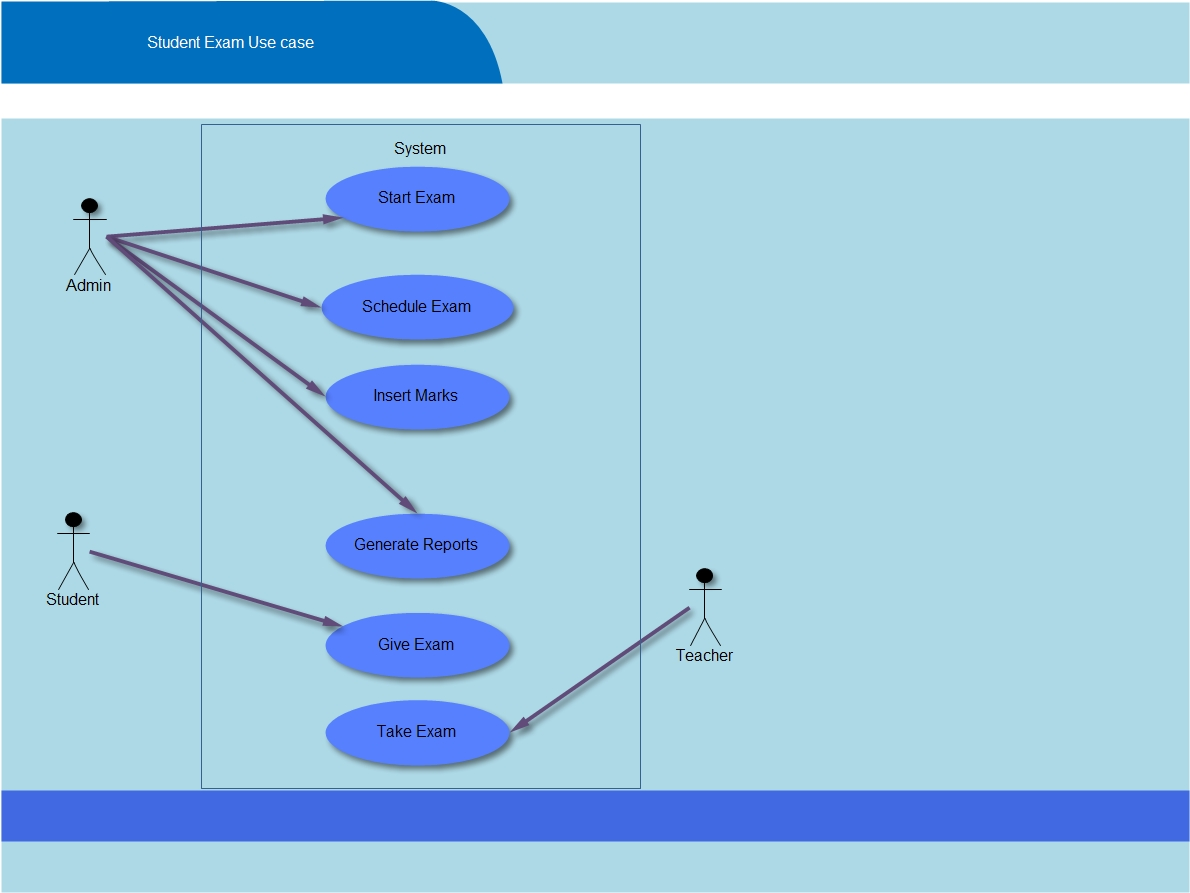 Student Exam Use case
System
Start Exam
Admin
Schedule Exam
Insert Marks
Generate Reports
Student
Give Exam
Teacher
Take Exam